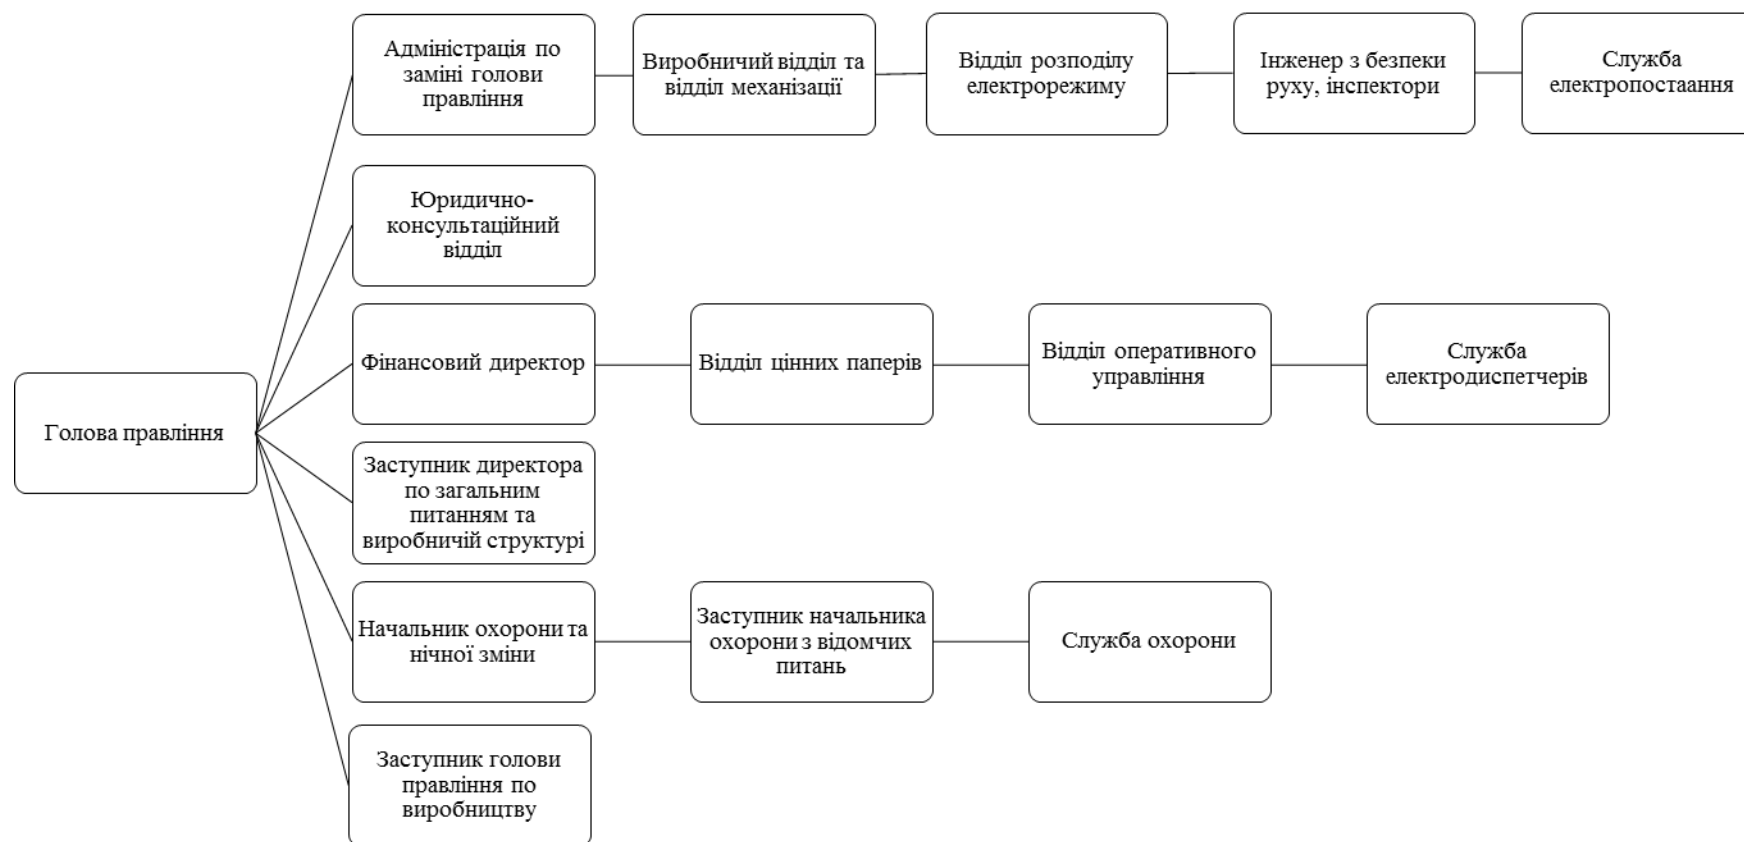 Адміністрація по
заміні голови
правління
Виробничий відділ та
відділ механізації
Відділ розподілу
електрорежиму
Інженер з безпеки
руху, інспектори
Служба
електропостаання
Юридично-
консультаційний
відділ
Фінансовий директор
Відділ цінних паперів
Відділ оперативного
управління
Служба
електродиспетчерів
Голова правління
Заступник директора
по загальним
питанням та
виробничій структурі
Начальник охорони та
нічної зміни
Заступник начальника
охорони з відомчих
питань
Служба охорони
Заступник голови
правління по
виробництву